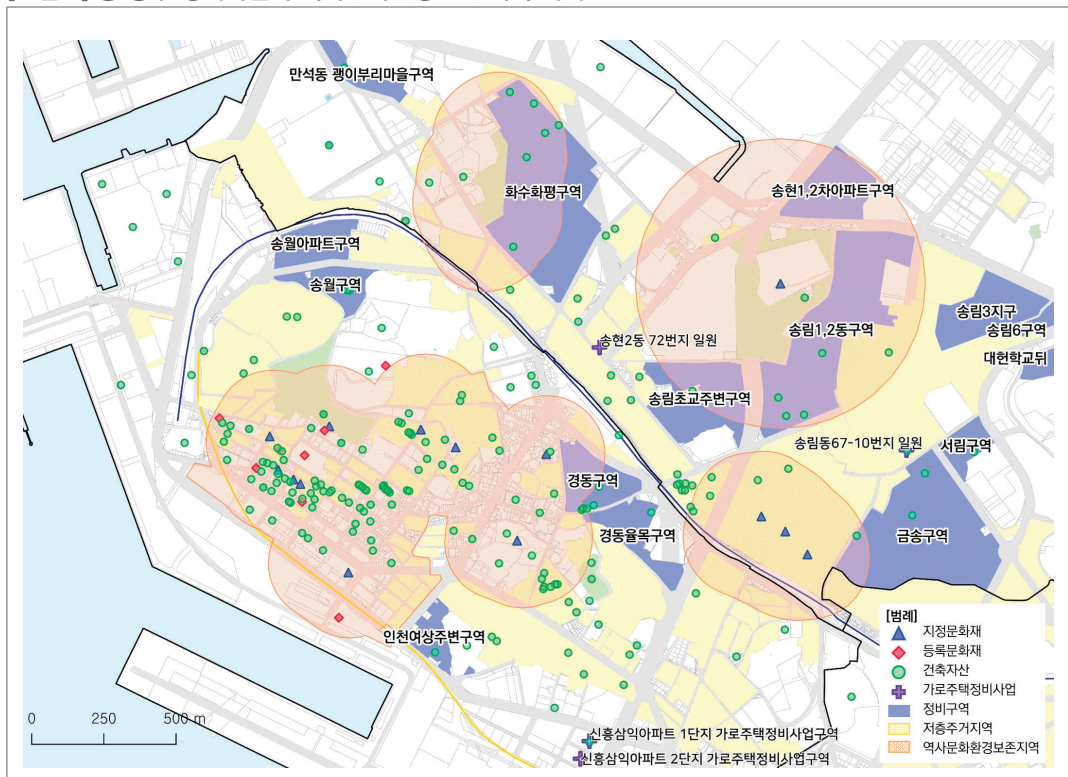 만석동 괭이부리마을구역
화수화평구역
송현1,2차아파트구역
송월아파트구역
송월구역
송림3지구
송림6구역
송림1,2동구역
송현2동 72번지 일원
대헌학교뒤
송림초교주변구역
송림동67-10번지 일원
서림구역
경동구역
경동율목구역
금송구역
인천여상주변구역
신흥삼익아파트 1단지 가로주택정비사업구역
신흥삼익아파트 2단지 가로주택정비사업구역
[범례]
지정문화재
등록문화재
건축자산
가로주택정비사업
정비구역
저층주거지역
역사문화환경보존지역
0 250 500 m